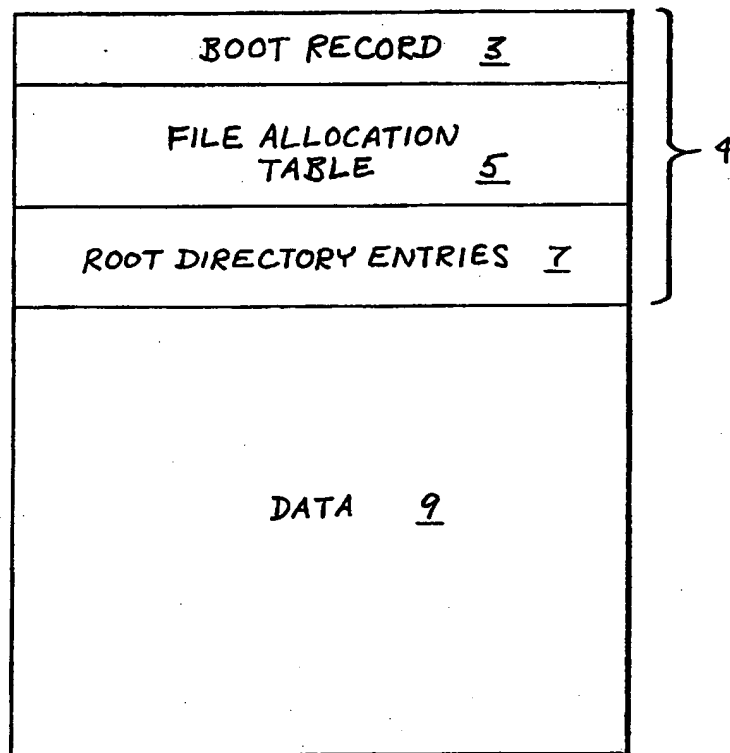 BOOT RECORD 3
FILE ALLOCATION
TABLE 5
4
ROOT DIRECTORY ENTRIES 7
DATA 9